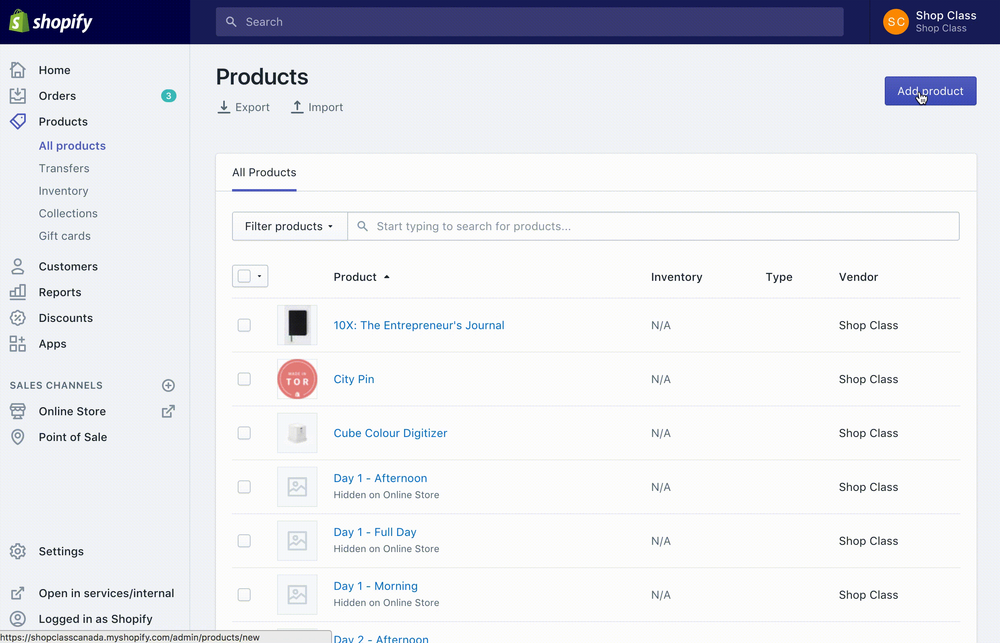 shopify
Search
SC
Shop Class
Shop Class
Home
Orders 3
Products
All products
Transfers
Inventory
Collections
Gift cards
Customers
Reports
Discounts
Apps
SALES CHANNELS
Online Store
Point of Sale
Settings
Open in services/internal
Logged in as Shopify
https://shopclasscanada.myshopify.com/admin/products/new
Products
Export Import
Add product
All Products
Filter products Start typing to search for products...
Product Inventory Type Vendor
10X: The Entrepreneur's Journal N/A Shop Class
MADE IN
TOR
City Pin N/A Shop Class
Cube Colour Digitizer N/A Shop Class
Day 1 - Afternoon
Hidden on Online Store
N/A Shop Class
Day 1 - Full Day
Hidden on Online Store
N/A Shop Class
Day 1 - Morning
Hidden on Online Store
N/A Shop Class
Day 2 - Afternoon